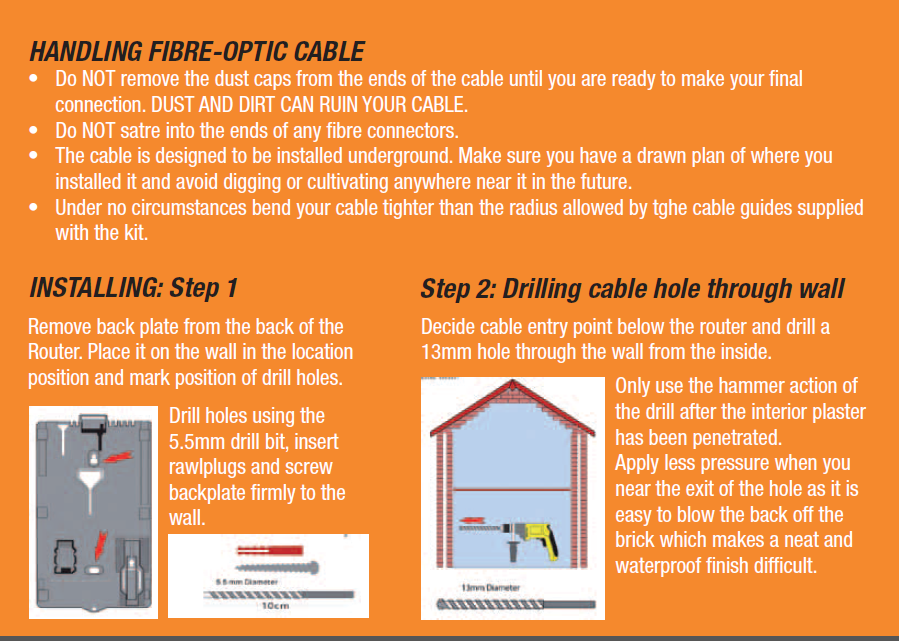 HANDLING FIBRE-OPTIC CABLE
• Do NOT remove the dust caps from the ends of the cable until you are ready to make your final
connection. DUST AND DIRT CAN RUIN YOUR CABLE.
• Do NOT satre into the ends of any fibre connectors.
• The cable is designed to be installed underground. Make sure you have a drawn plan of where you
installed it and avoid digging or cultivating anywhere near it in the future.
• Under no circumstances bend your cable tighter than the radius allowed by tghe cable guides supplied
with the kit.
INSTALLING: Step 1
Remove back plate from the back of the
Router. Place it on the wall in the location
position and mark position of drill holes.
Drill holes using the
5.5mm drill bit, insert
rawlplugs and screw
backplate firmly to the
wall.
5.5 mm Diameter
10cm
Step 2: Drilling cable hole through wall
Decide cable entry point below the router and drill a
13mm hole through the wall from the inside.
Only use the hammer action of
the drill after the interior plaster
has been penetrated.
Apply less pressure when you
near the exit of the hole as it is
easy to blow the back off the
brick which makes a neat and
waterproof finish difficult.
13mm Diameter